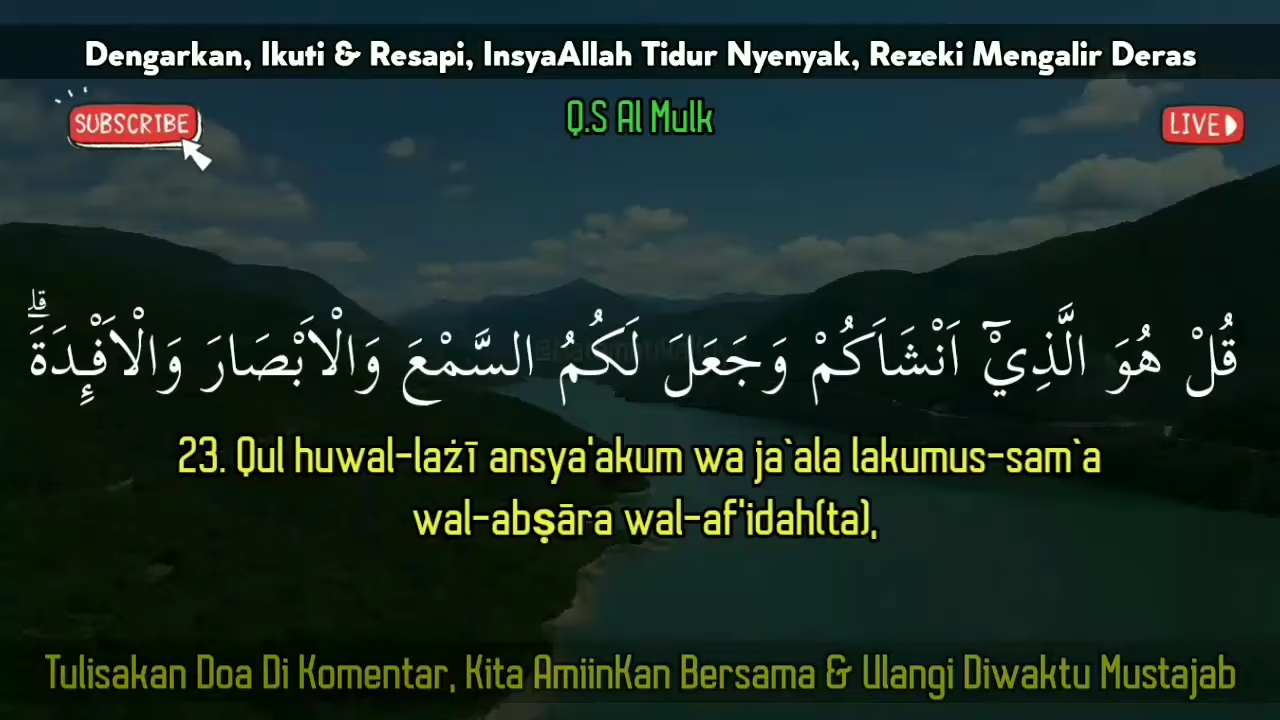 Dengarkan, Ikuti & Resapi, InsyaAllah Tidur Nyenyak, Rezeki Mengalir Deras
SUBSCRIBE
Q.S Al Mulk
LIVE
قُلْ هُوَ الَّذِيْٓ اَنْشَاَكُمْ وَجَعَلَ لَكُمُ السَّمْعَ وَالْاَبْصَارَ وَالْاَفْـِٕدَةَۗ
23. Qul huwal-lażī ansya'akum wa ja`ala lakumus-sam`a
wal-abṣāra wal-af'idah(ta),
Tulisakan Doa Di Komentar, Kita AmiinKan Bersama & Ulangi Diwaktu Mustajab